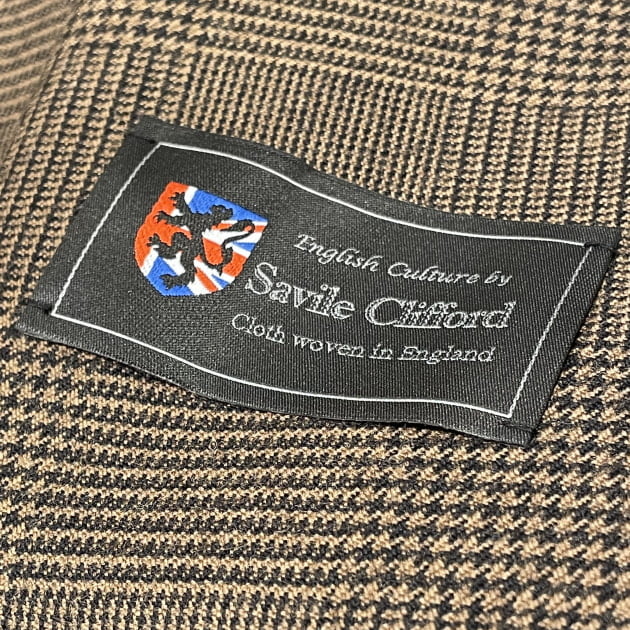 English Culture by
Savile Clifford
Cloth woven in England